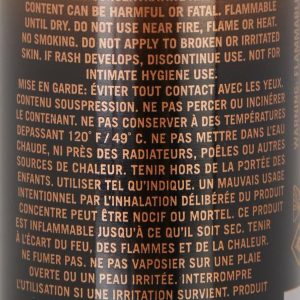 CONTENT CAN BE HARMFUL OR FATAL. FLAMMABLE
UNTIL DRY. DO NOT USE NEAR FIRE, FLAME OR HEAT.
NO SMOKING. DO NOT APPLY TO BROKEN OR IRRITATED
SKIN. IF RASH DEVELOPS, DISCONTINUE USE. NOT FOR
INTIMATE HYGIENE USE.
MISE EN GARDE: ÉVITER TOUT CONTACT AVEC LES YEUX.
CONTENU SOUSPRESSION. NE PAS PERCER OU INCINÉRER
LE CONTENANT. NE PAS CONSERVER À DES TEMPÉRATURES
DEPASSANT 120°F / 49°C. NE PAS METTRE DANS L'EAU
CHAUDE, NI PRÈS DES RADIATEURS, POÊLES OU AUTRES
SOURCES DE CHALEUR. TENIR HORS DE LA PORTÉE DES
ENFANTS. UTILISER TEL QU'INDIQUE, UN MAUVAIS USAGE
INTENTIONNEL PAR L'INHALATION DÉLIBÉRÉE DU PRODUIT
CONCENTRE PEUT ÊTRE NOCIF OU MORTEL. CE PRODUIT
EST INFLAMMABLE JUSQU'À CE QU'IL SOIT SEC. TENIR
À L'ÉCART DU FEU, DES FLAMMES ET DE LA CHALEUR.
NE FUMER PAS. NE PAS VAPORISER SUR UNE PLAIE
OVERTE OU UN PEAU IRRITÉE. INTERROMPRE
L'UTILISATION SI UNE IRRITATION SURVIENT. PRODUIT